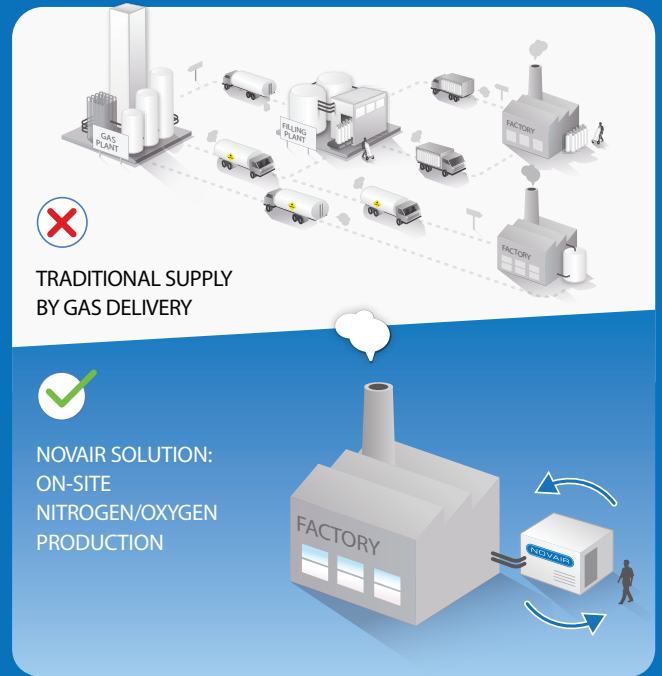 GAS
PLANT
FILLING
PLANT
FACTORY
FACTORY
TRADITIONAL SUPPLY
BY GAS DELIVERY
NOVAIR SOLUTION:
ON-SITE
NITROGEN/OXYGEN
PRODUCTION
FACTORY
NOVAIR